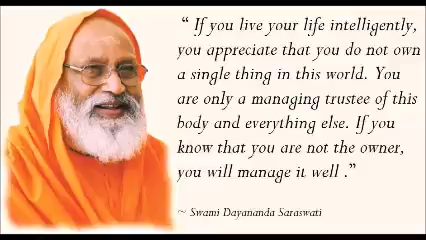 “ If you live your life intelligently,
you appreciate that you do not own
a single thing in this world. You
are only a managing trustee of this
body and everything else. If you
know that you are not the owner,
you will manage it well .”
~ Swami Dayananda Saraswati